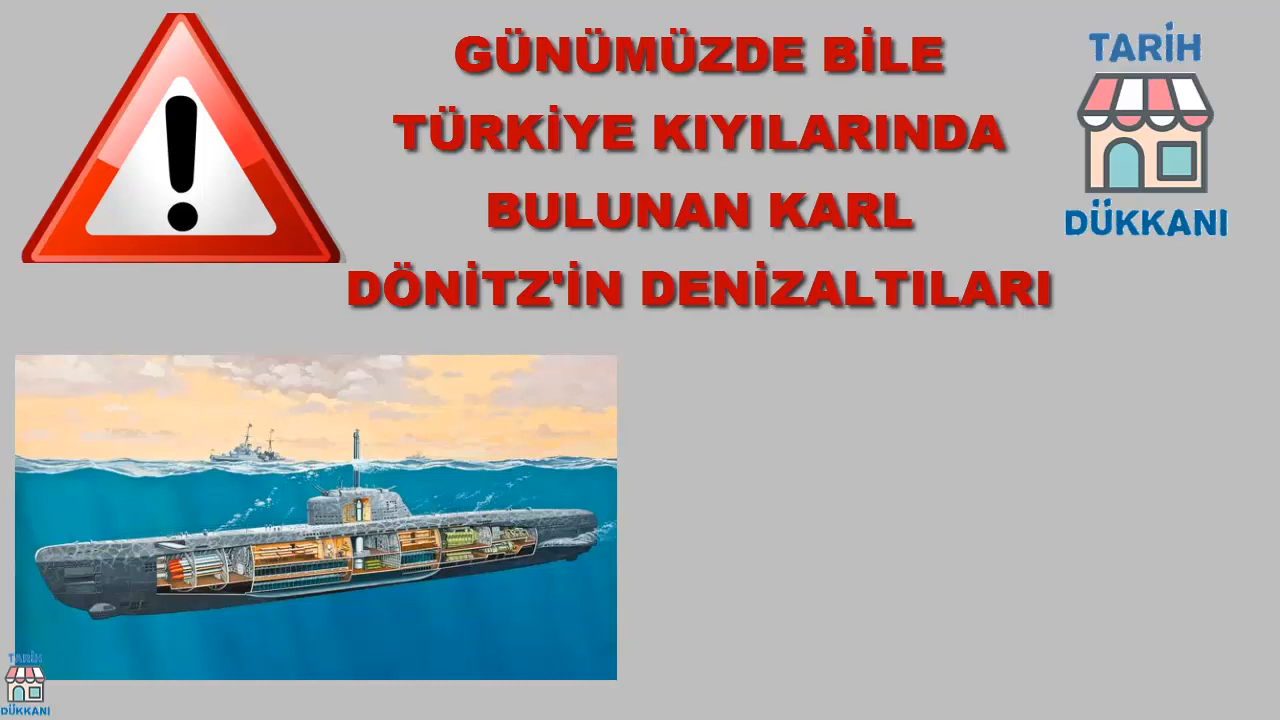 GÜNÜMÜZDE BİLE
TÜRKİYE KIYILARINDA
BULUNAN KARL
DÖNİTZ'İN DENİZALTILARI
TARİH
DÜKKANI
TARİH
DÜKKANI